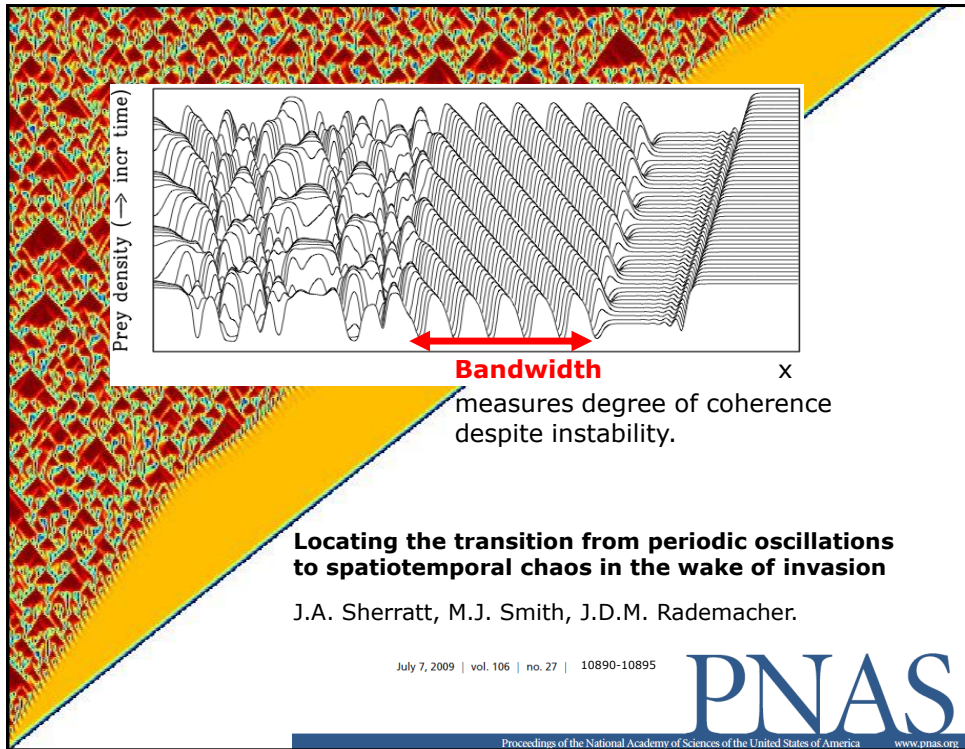 Prey density (⟶ incr time)
Bandwidth
x
measures degree of coherence
despite instability.
Locating the transition from periodic oscillations
to spatiotemporal chaos in the wake of invasion
J.A. Sherratt, M.J. Smith, J.D.M. Rademacher.
July 7, 2009 | vol. 106 | no. 27 | 10890-10895
PNAS
Proceedings of the National Academy of Sciences of the United States of America www.pnas.org